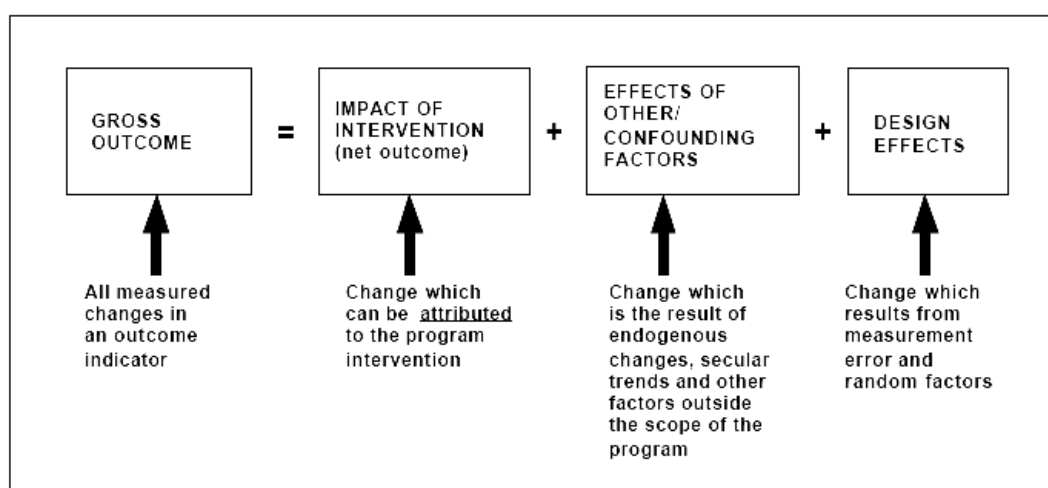 GROSS
OUTCOME
=
IMPACT OF
INTERVENTION
(net outcome)
+
EFFECTS OF
OTHER/
CONFOUNDING
FACTORS
+
DESIGN
EFFECTS
All measured
changes in
an outcome
indicator
Change which
can be attributed
to the program
intervention
Change which
is the result of
endogenous
changes, secular
trends and other
factors outside
the scope of the
program
Change which
results from
measurement
error and
random factors